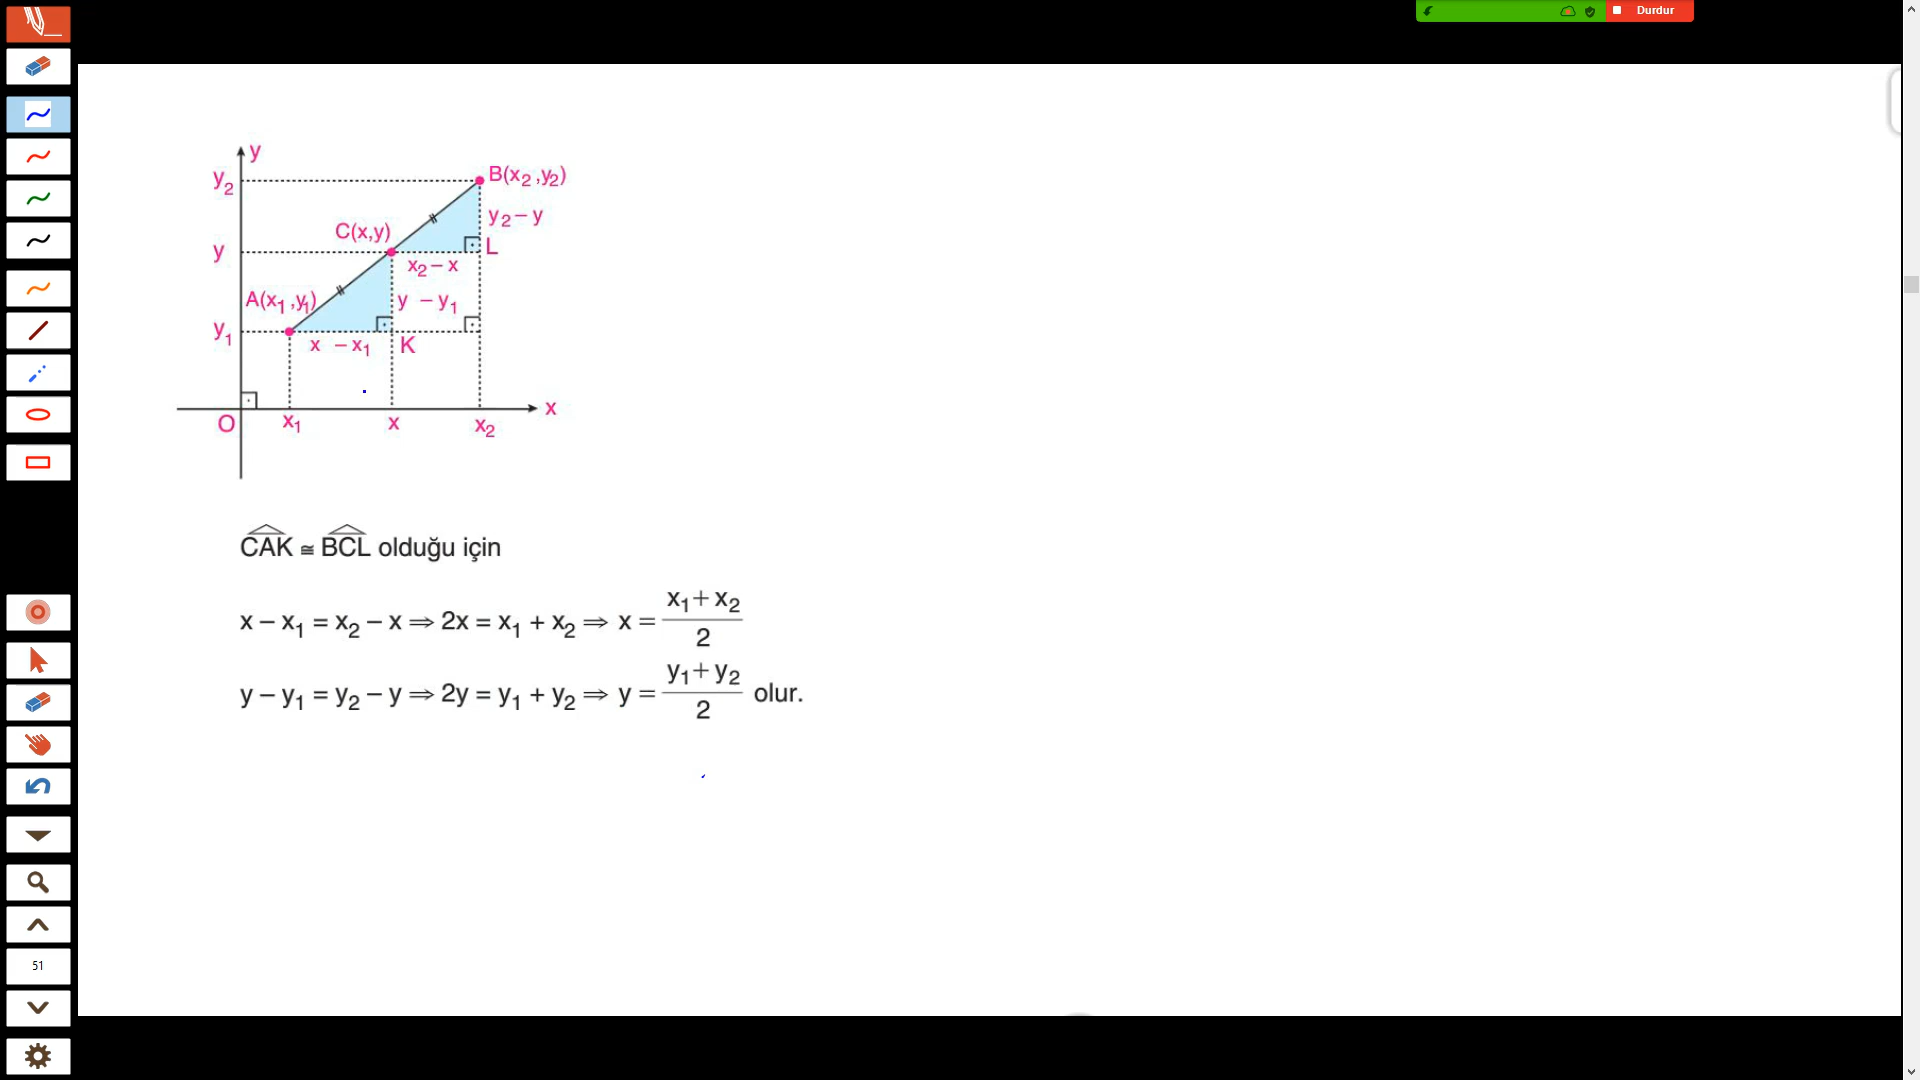 Durdur
y
y₂
B(x₂,y₂)
y₂ – y
C(x,y)
y
L
x₂ – x
A(x₁,y₁)
y – y₁
y₁
x – x₁
K
x
O
x₁
x
x₂
CAK ≅ BCL olduğu için
x – x₁ = x₂ – x ⇒ 2x = x₁ + x₂ ⇒ x = (x₁ + x₂)/2
y – y₁ = y₂ – y ⇒ 2y = y₁ + y₂ ⇒ y = (y₁ + y₂)/2 olur.
51